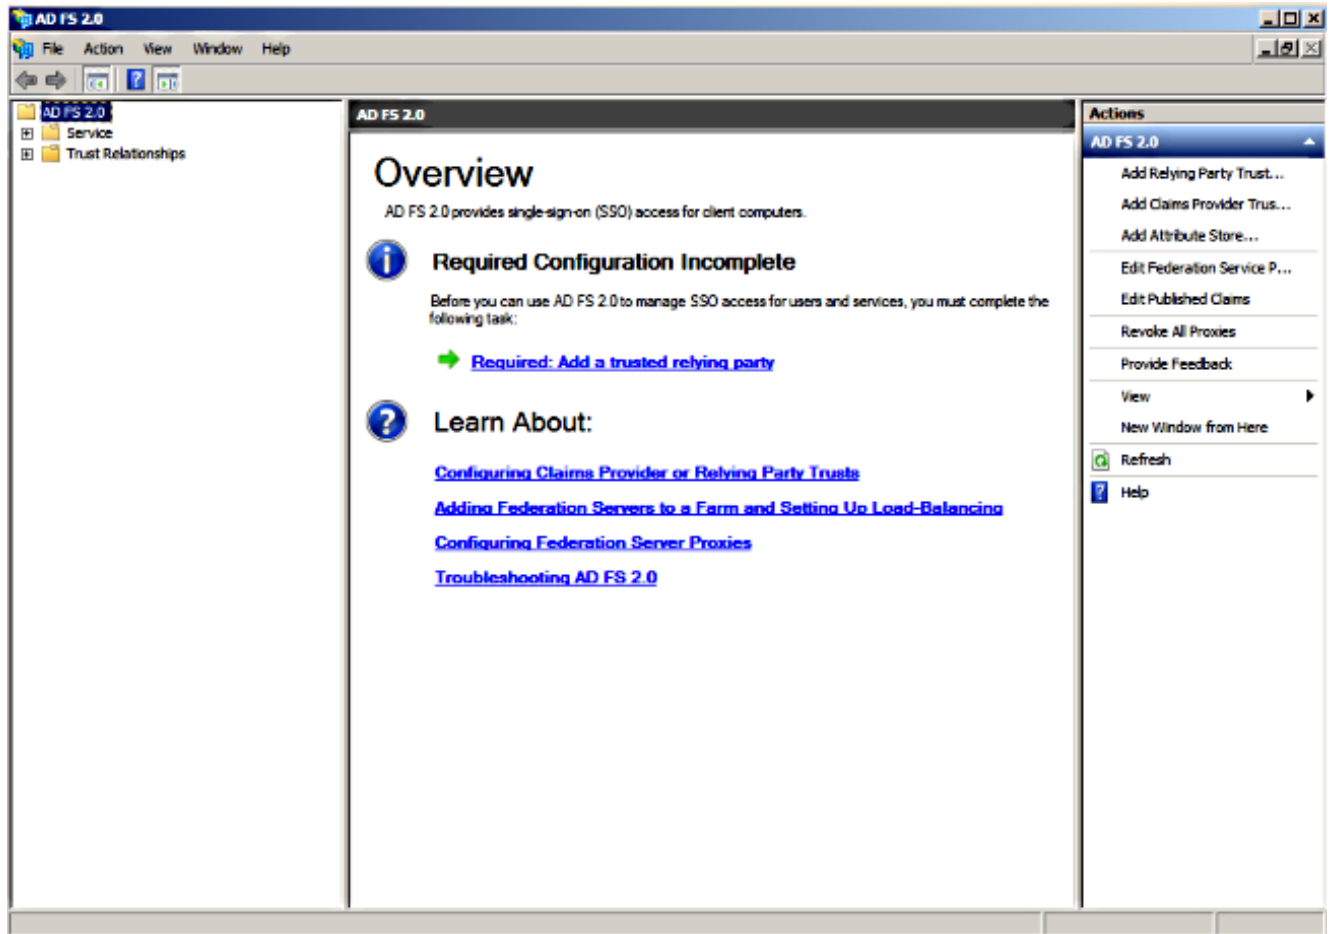 AD FS 2.0
File Action View Window Help
AD FS 2.0
Service
Trust Relationships
AD FS 2.0
Overview
AD FS 2.0 provides single-sign-on (SSO) access for client computers.
Required Configuration Incomplete
Before you can use AD FS 2.0 to manage SSO access for users and services, you must complete the
following task:
Required: Add a trusted relying party
Learn About:
Configuring Claims Provider or Relying Party Trusts
Adding Federation Servers to a Farm and Setting Up Load-Balancing
Configuring Federation Server Proxies
Troubleshooting AD FS 2.0
Actions
AD FS 2.0
Add Relying Party Trust...
Add Claims Provider Trus...
Add Attribute Store...
Edit Federation Service P...
Edit Published Claims
Revoke All Proxies
Provide Feedback
View
New Window from Here
Refresh
Help